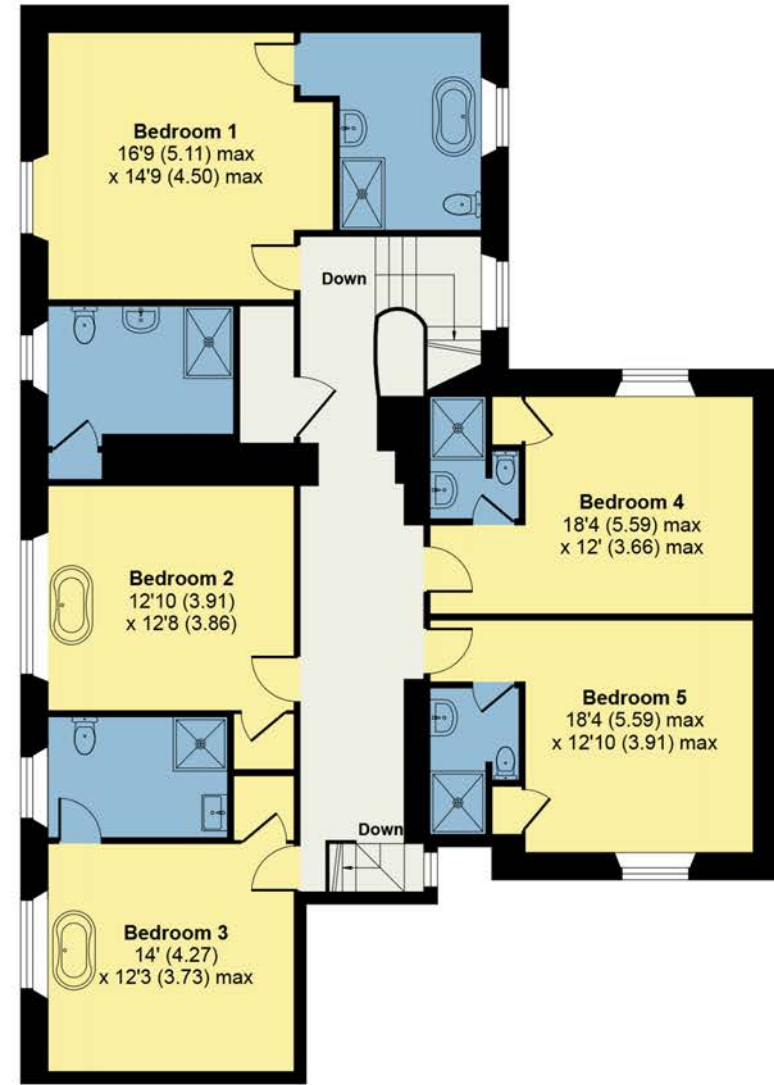 Bedroom 1
16'9 (5.11) max
x 14'9 (4.50) max
Down
Bedroom 4
18'4 (5.59) max
x 12' (3.66) max
Bedroom 2
12'10 (3.91)
x 12'8 (3.86)
Bedroom 5
18'4 (5.59) max
x 12'10 (3.91) max
Down
Bedroom 3
14' (4.27)
x 12'3 (3.73) max